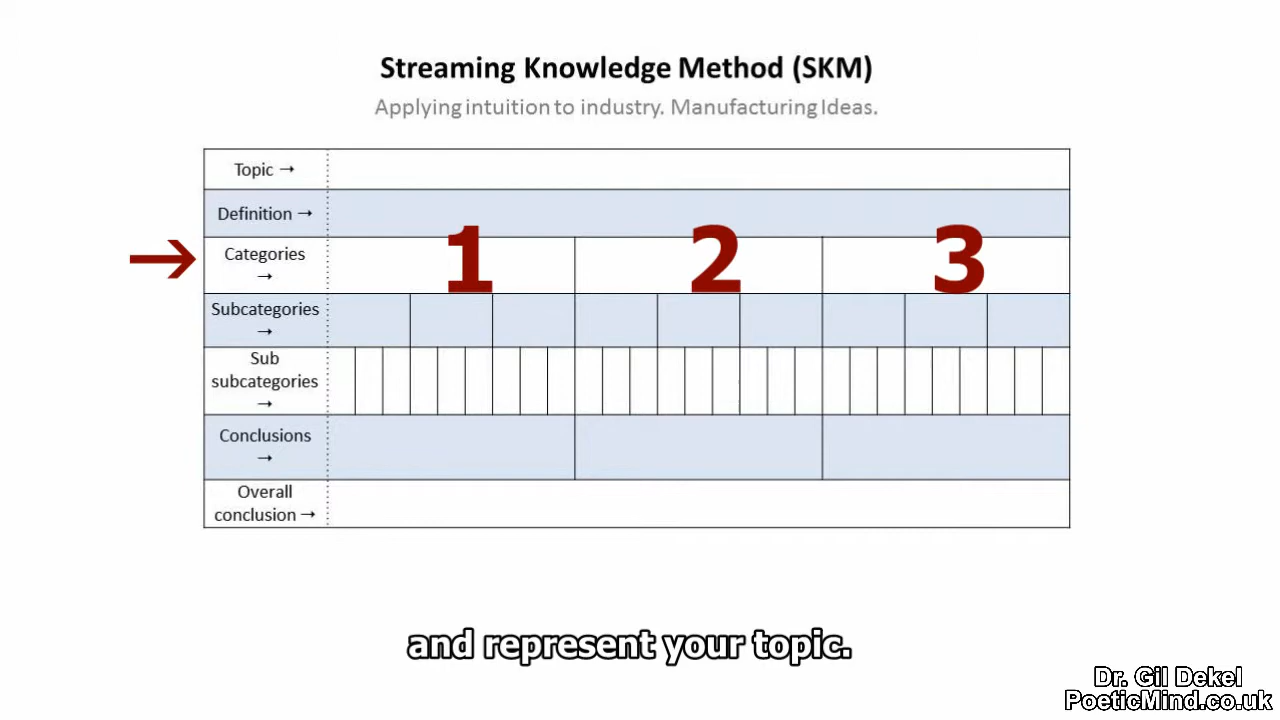 Streaming Knowledge Method (SKM)
Applying intuition to industry. Manufacturing Ideas.
Topic →
Definition →
→
Categories
→
1
2
3
Subcategories
→
Sub
subcategories
→
Conclusions
→
Overall
conclusion →
and represent your topic.
Dr. Gil Dekel
PoeticMind.co.uk